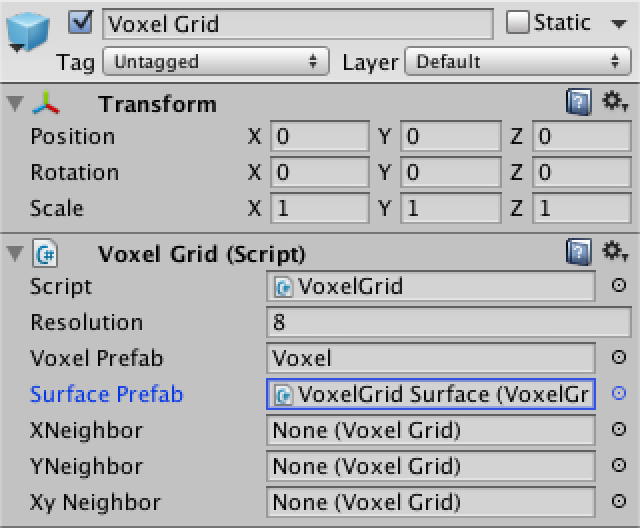 Voxel Grid Static
Tag Untagged Layer Default
Transform
Position X 0 Y 0 Z 0
Rotation X 0 Y 0 Z 0
Scale X 1 Y 1 Z 1
C# Voxel Grid (Script)
Script VoxelGrid
Resolution 8
Voxel Prefab Voxel
Surface Prefab VoxelGrid Surface (VoxelGr
XNeighbor None (Voxel Grid)
YNeighbor None (Voxel Grid)
Xy Neighbor None (Voxel Grid)